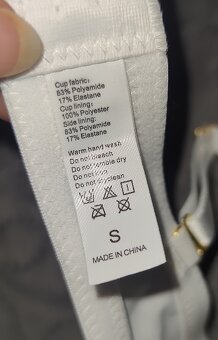 Cup fabric:
83% Polyamide
17% Elastane
Cup lining:
100% Polyester
Side lining:
83% Polyamide
17% Elastane
Warm hand wash
Do not bleach
Do not tumble dry
Do not iron
Do not dryclean
S
MADE IN CHINA